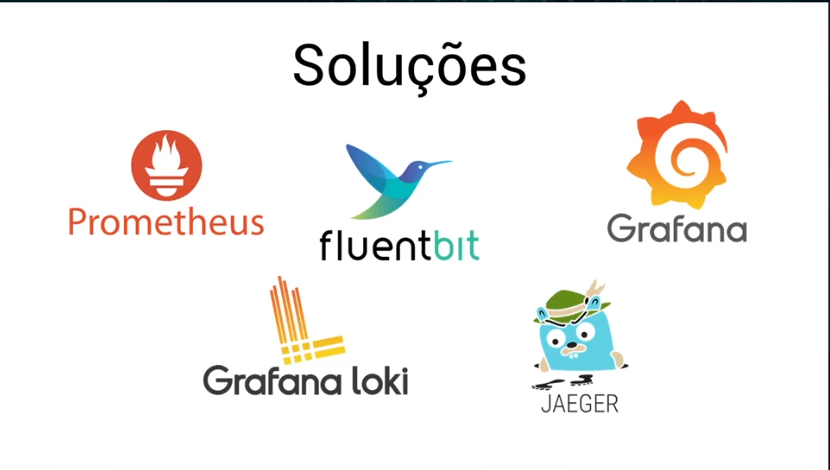 Soluções
Prometheus
fluentbit
Grafana
Grafana loki
JAEGER